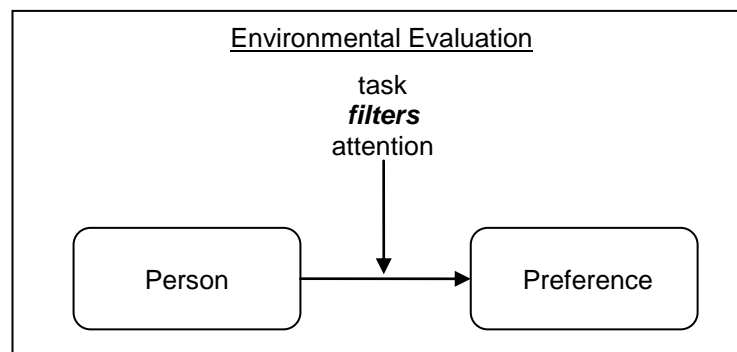 Environmental Evaluation
task
filters
attention
Person
Preference